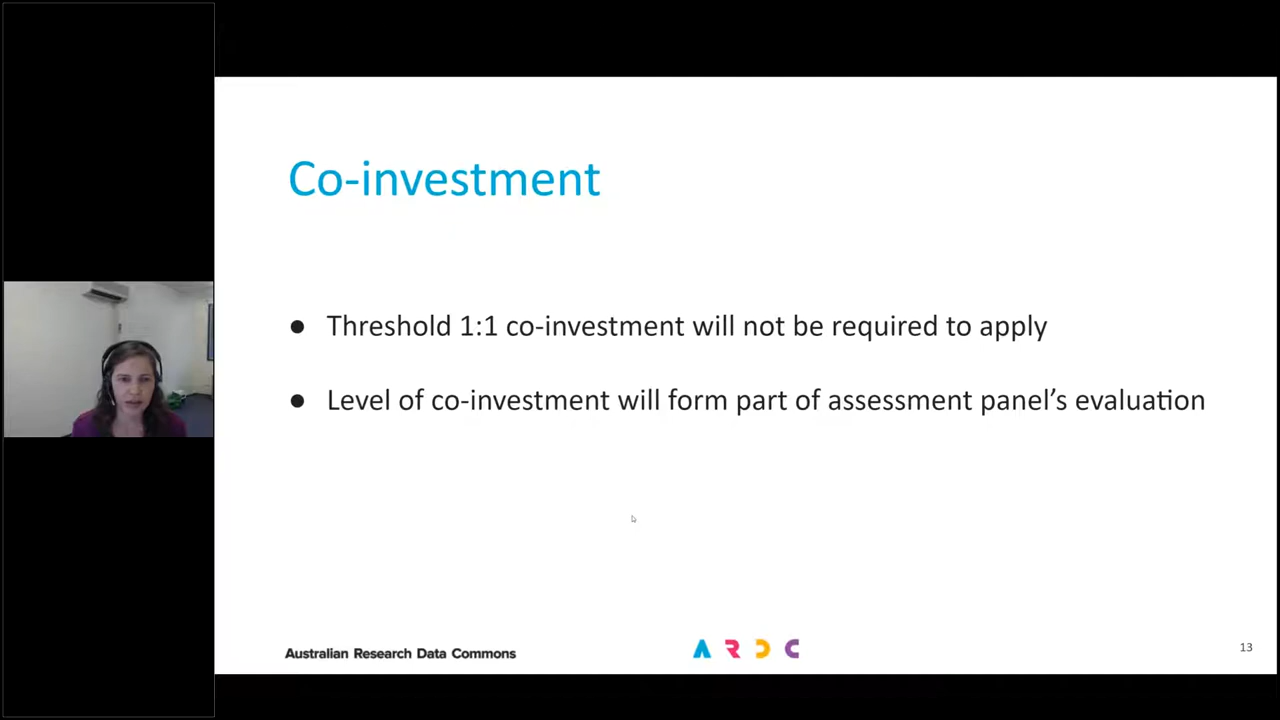 Co-investment
● Threshold 1:1 co-investment will not be required to apply
● Level of co-investment will form part of assessment panel’s evaluation
Australian Research Data Commons
ARDC
13